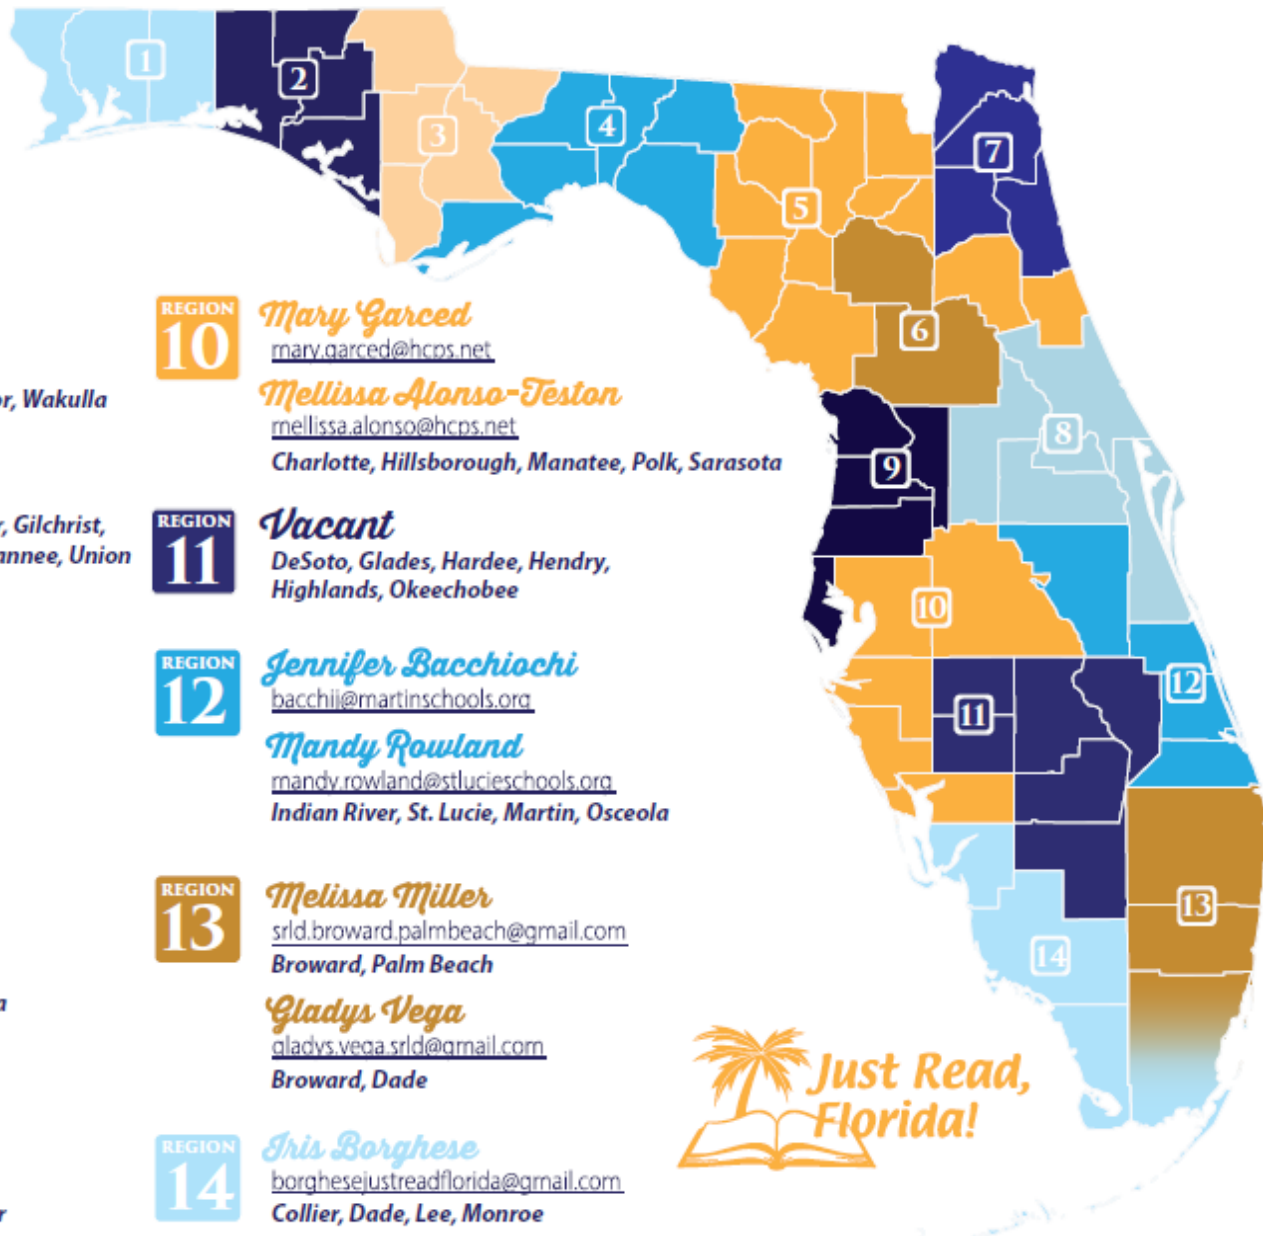 1
2
3
4
5
6
7
8
9
10
11
12
13
14
or, Wakulla
r, Gilchrist,
annee, Union
a
r
REGION
10
Mary Garced
mary.garced@hcps.net
Mellissa Alonso-Teston
mellissa.alonso@hcps.net
Charlotte, Hillsborough, Manatee, Polk, Sarasota
REGION
11
Vacant
DeSoto, Glades, Hardee, Hendry,
Highlands, Okeechobee
REGION
12
Jennifer Bacchiochi
bacchij@martinschools.org
Mandy Rowland
mandy.rowland@stlucieschools.org
Indian River, St. Lucie, Martin, Osceola
REGION
13
Melissa Miller
srld.broward.palmbeach@gmail.com
Broward, Palm Beach
Gladys Vega
gladys.vega.srld@gmail.com
Broward, Dade
REGION
14
Iris Borghese
borghesejustreadflorida@gmail.com
Collier, Dade, Lee, Monroe
Just Read,
Florida!